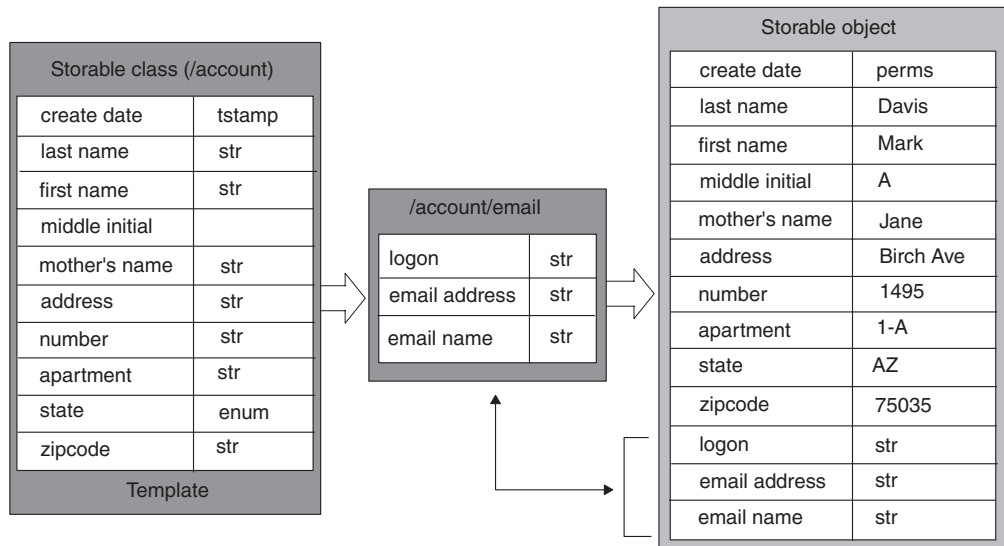 Storable class (/account)
create date tstamp
last name str
first name str
middle initial
mother's name str
address str
number str
apartment str
state enum
zipcode str
Template
/account/email
logon str
email address str
email name str
Storable object
create date perms
last name Davis
first name Mark
middle initial A
mother's name Jane
address Birch Ave
number 1495
apartment 1-A
state AZ
zipcode 75035
logon str
email address str
email name str